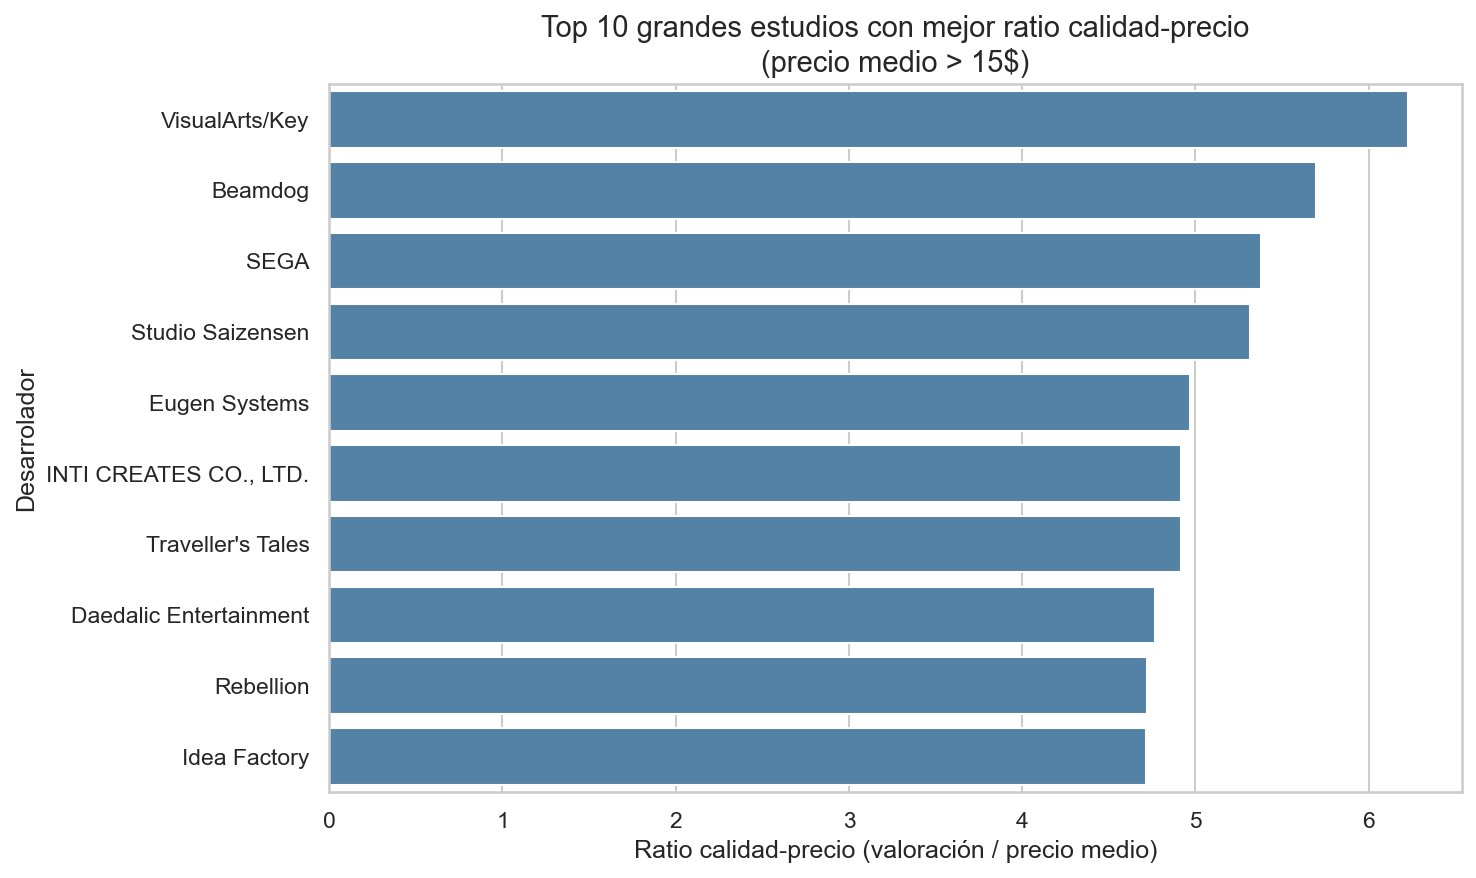 Top 10 grandes estudios con mejor ratio calidad-precio
(precio medio > 15$)
Desarrolador
VisualArts/Key
Beamdog
SEGA
Studio Saizensen
Eugen Systems
INTI CREATES CO., LTD.
Traveller's Tales
Daedalic Entertainment
Rebellion
Idea Factory
0 1 2 3 4 5 6
Ratio calidad-precio (valoración / precio medio)